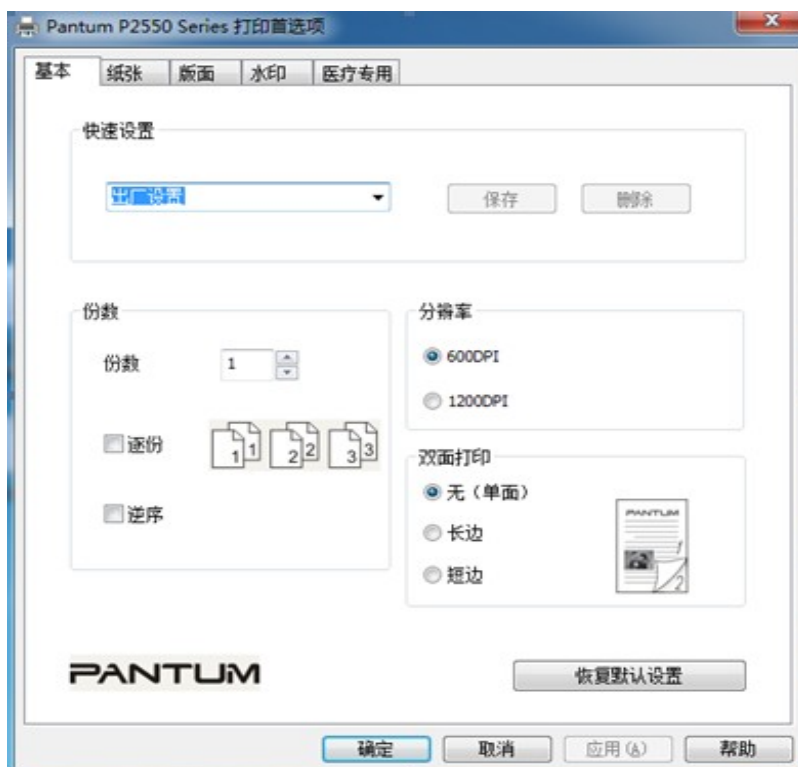 Pantum P2550 Series 打印首选项
基本 纸张 版面 水印 医疗专用
快速设置
出厂设置 保存 删除
份数
份数 1
逐份 1 1 2 2 3 3
逆序
分辨率
600DPI
1200DPI
双面打印
无（单面）
长边
短边
PANTUM
1
2
PANTUM
恢复默认设置
确定 取消 应用(A) 帮助